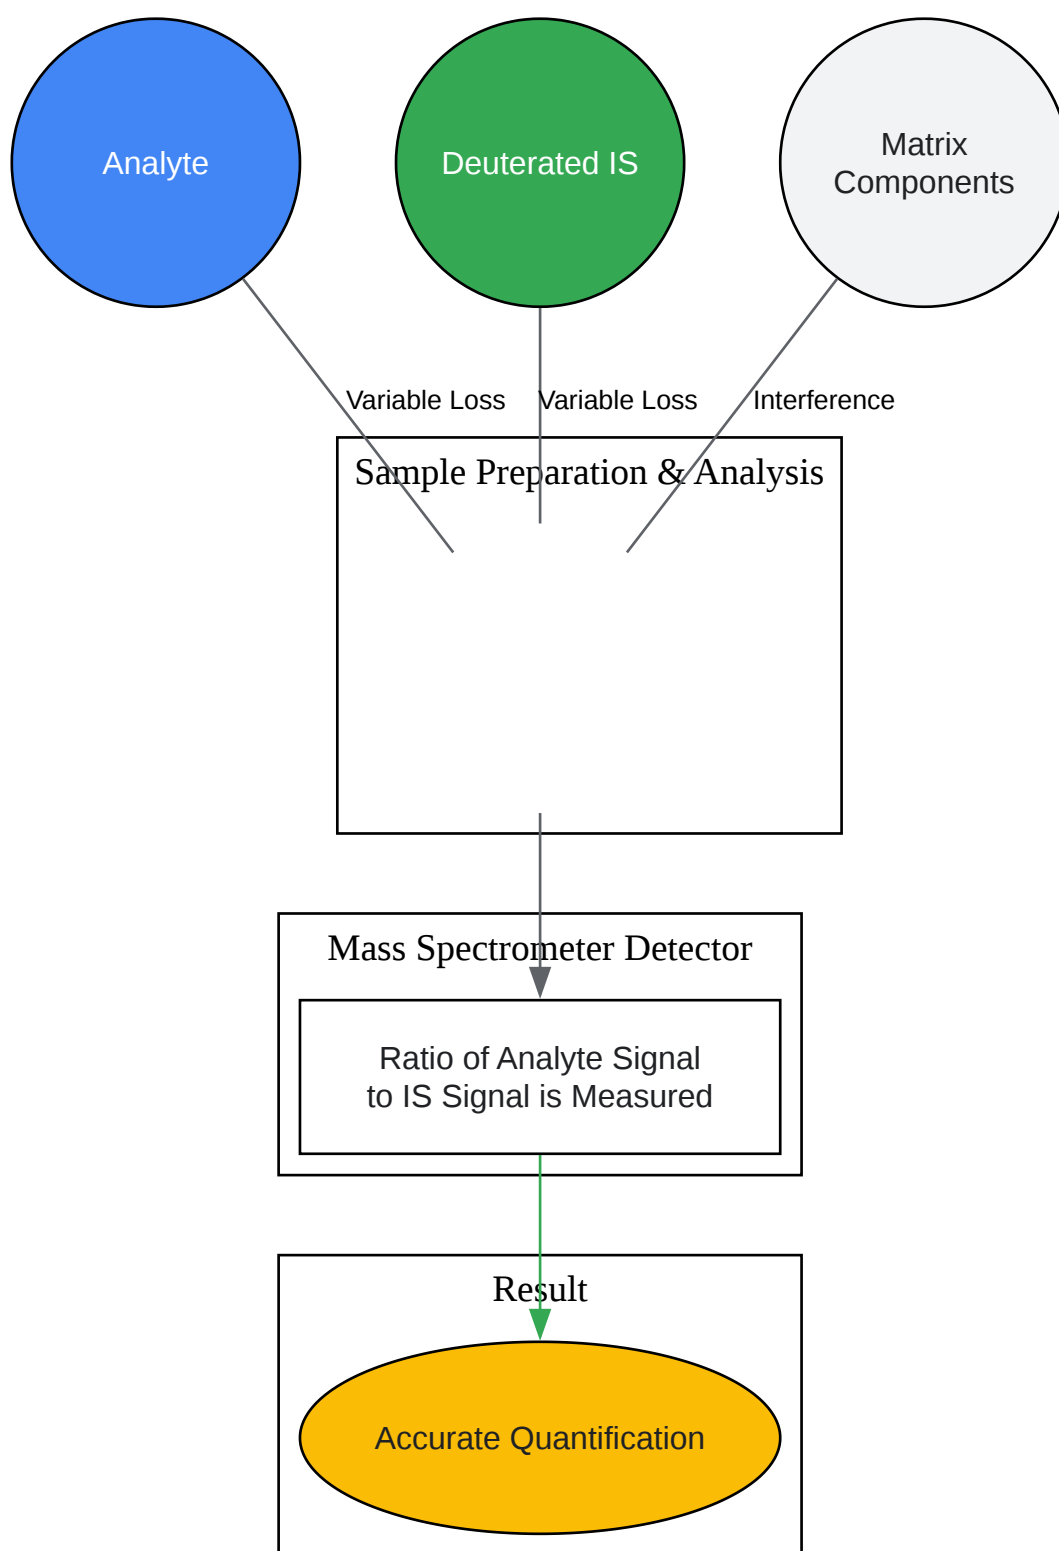 Analyte
Deuterated IS
Matrix
Components
Variable Loss
Variable Loss
Interference
Sample Preparation & Analysis
Mass Spectrometer Detector
Ratio of Analyte Signal
to IS Signal is Measured
Result
Accurate Quantification